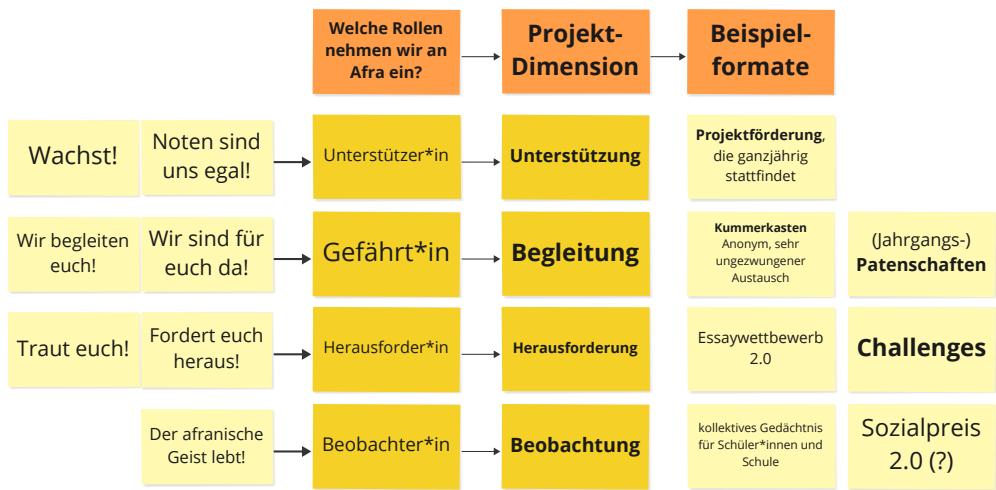 Welche Rollen
nehmen wir an
Afra ein?
Projekt-
Dimension
Beispiel-
formate
Wachst!
Noten sind
uns egal!
Unterstützer*in
Unterstützung
Projektförderung,
die ganzjährig
stattfindet
Wir begleiten
euch!
Wir sind für
euch da!
Gefährt*in
Begleitung
Kummerkasten
Anonym, sehr
ungezwungener
Austausch
(Jahrgangs-)
Patenschaften
Traut euch!
Fordert euch
heraus!
Herausforder*in
Herausforderung
Essaywettbewerb
2.0
Challenges
Der afranische
Geist lebt!
Beobachter*in
Beobachtung
kollektives Gedächtnis
für Schüler*innen und
Schule
Sozialpreis
2.0 (?)